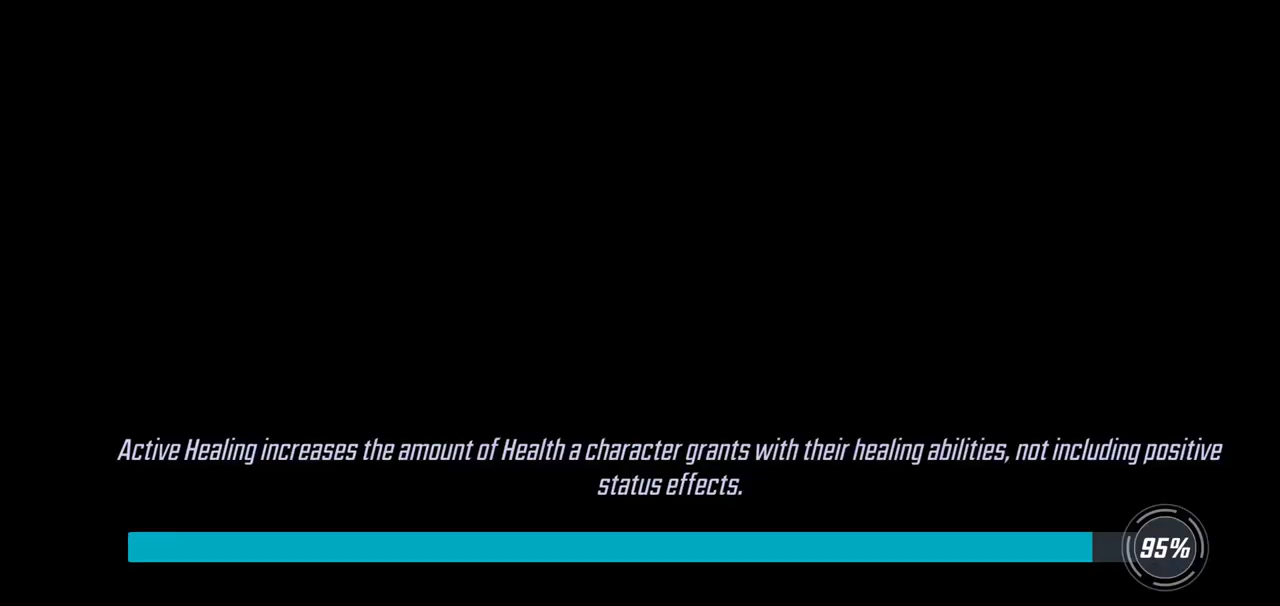 Active Healing increases the amount of Health a character grants with their healing abilities, not including positive
status effects.
95%